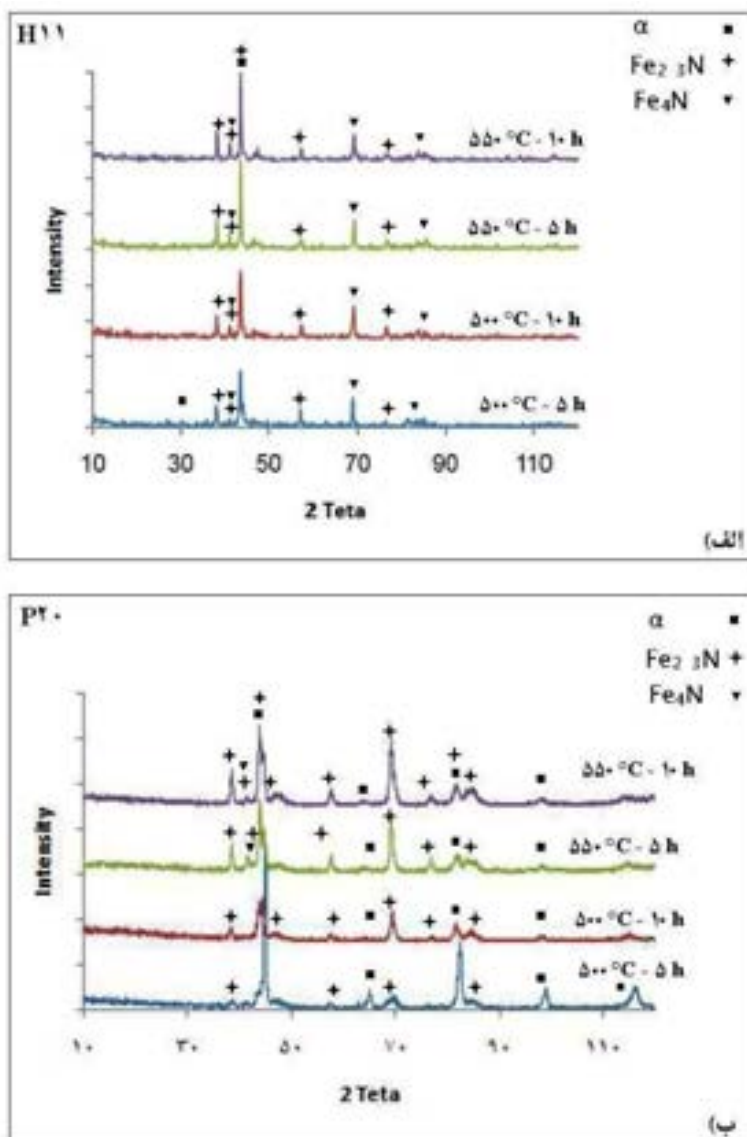 H۱۱
α ■
Fe₂ ₃N +
Fe₄N ▼
۵۵۰ °C - ۱۰ h
۵۵۰ °C - ۵ h
۵۰۰ °C - ۱۰ h
۵۰۰ °C - ۵ h
Intensity
10 30 50 70 90 110
2 Teta
الف)
P۲۰
α ■
Fe₂ ₃N +
Fe₄N ▼
۵۵۰ °C - ۱۰ h
۵۵۰ °C - ۵ h
۵۰۰ °C - ۱۰ h
۵۰۰ °C - ۵ h
Intensity
۱۰ ۳۰ ۵۰ ۷۰ ۹۰ ۱۱۰
2 Teta
ب)